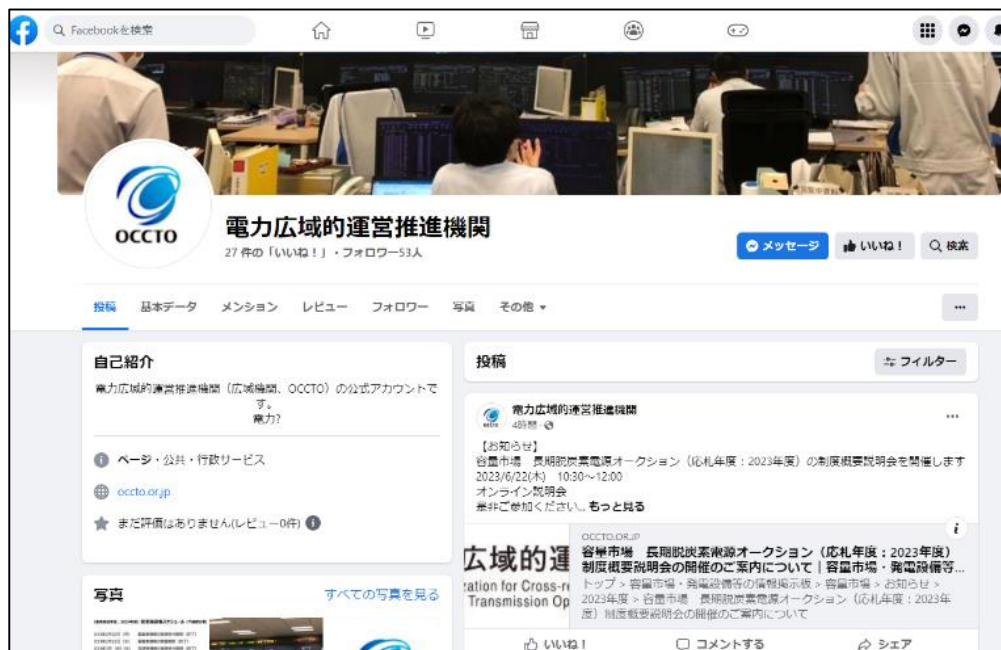 Facebookを検索
OCCTO
電力広域的運営推進機関
27 件の「いいね！」・フォロワー53人
メッセージ
いいね！
検索
投稿
基本データ
メンション
レビュー
フォロワー
写真
その他
自己紹介
電力広域的運営推進機関（広域機関、OCCTO）の公式アカウントで
す。
電力?
ページ・公共・行政サービス
occto.or.jp
まだ評価はありません(レビュー0件)
写真
すべての写真を見る
投稿
フィルター
電力広域的運営推進機関
4時間
【お知らせ】
容量市場　長期脱炭素電源オークション（応札年度：2023年度）の制度概要説明会を開催します
2023/6/22(木)　10:30～12:00
オンライン説明会
是非ご参加ください... もっと見る
広域的運
zation for Cross-re
Transmission Op
OCCTO.OR.JP
容量市場　長期脱炭素電源オークション（応札年度：2023年度）
制度概要説明会の開催のご案内について｜容量市場・発電設備等...
トップ > 容量市場・発電設備等の情報掲示板 > 容量市場 > お知らせ >
2023年度 > 容量市場　長期脱炭素電源オークション（応札年度：2023年
度）制度概要説明会の開催のご案内について
いいね！
コメントする
シェア